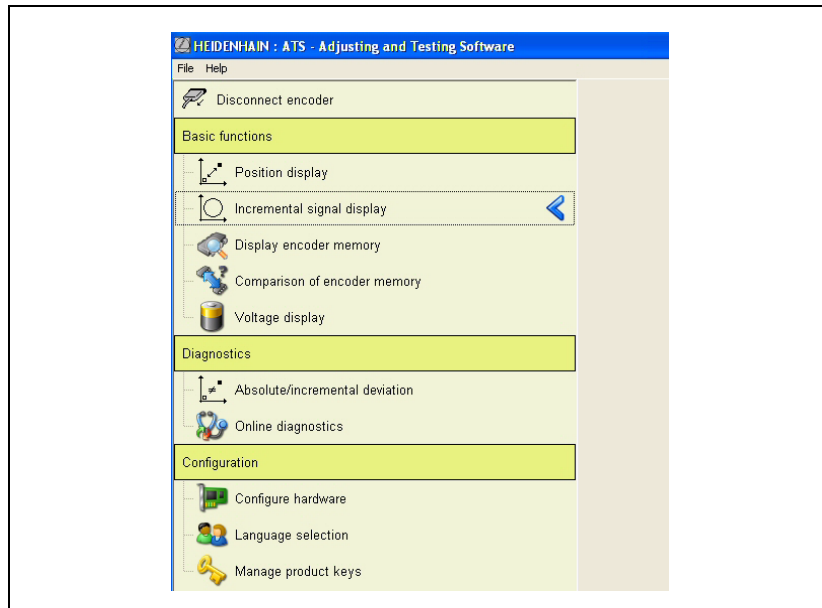 HEIDENHAIN : ATS - Adjusting and Testing Software
File Help
Disconnect encoder
Basic functions
Position display
Incremental signal display
Display encoder memory
Comparison of encoder memory
Voltage display
Diagnostics
Absolute/incremental deviation
Online diagnostics
Configuration
Configure hardware
Language selection
Manage product keys